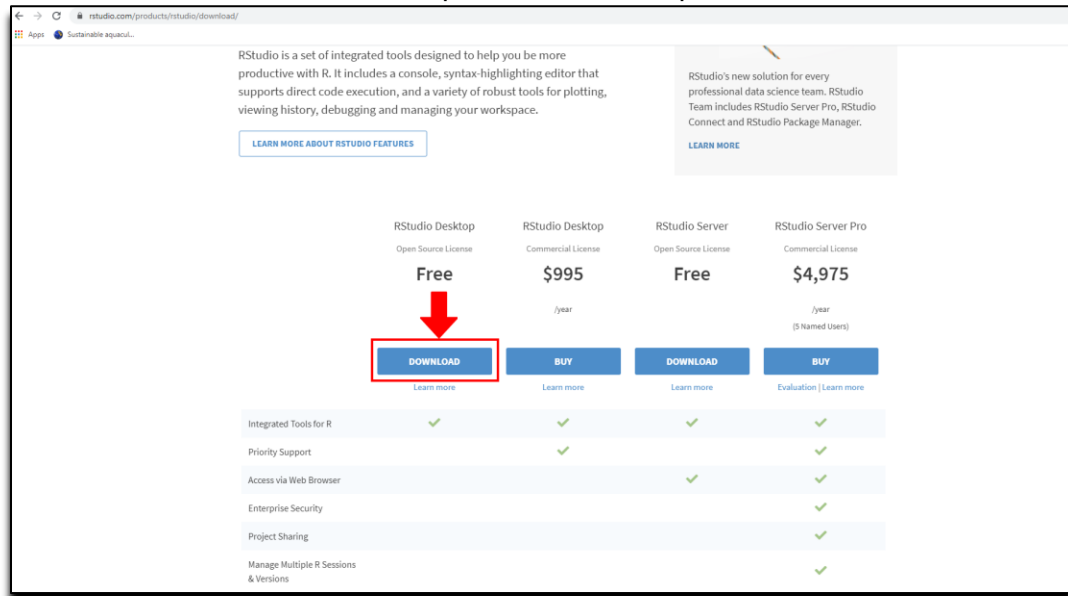 rstudio.com/products/rstudio/download/
Apps Sustainable aquacul...
RStudio is a set of integrated tools designed to help you be more
productive with R. It includes a console, syntax-highlighting editor that
supports direct code execution, and a variety of robust tools for plotting,
viewing history, debugging and managing your workspace.
LEARN MORE ABOUT RSTUDIO FEATURES
RStudio's new solution for every
professional data science team. RStudio
Team includes RStudio Server Pro, RStudio
Connect and RStudio Package Manager.
LEARN MORE
RStudio Desktop RStudio Desktop RStudio Server RStudio Server Pro
Open Source License Commercial License Open Source License Commercial License
Free $995 Free $4,975
/year /year
(5 Named Users)
DOWNLOAD BUY DOWNLOAD BUY
Learn more Learn more Learn more Evaluation | Learn more
Integrated Tools for R
Priority Support
Access via Web Browser
Enterprise Security
Project Sharing
Manage Multiple R Sessions
& Versions